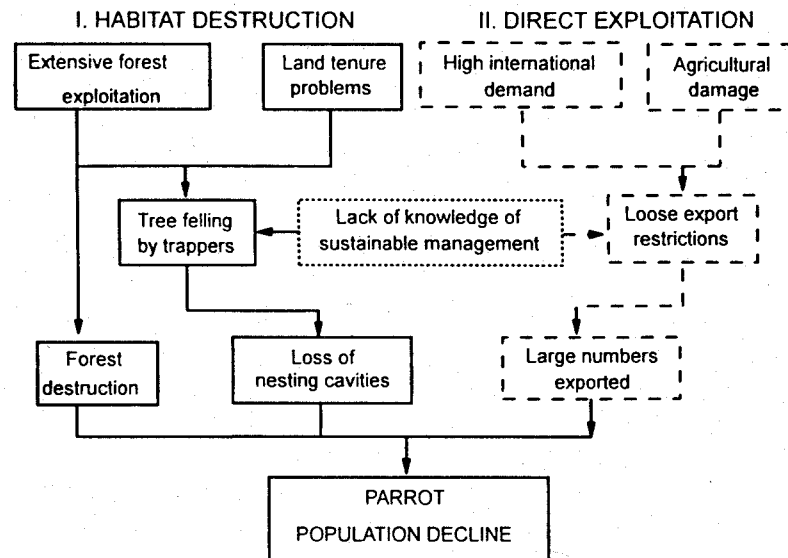 I. HABITAT DESTRUCTION
II. DIRECT EXPLOITATION
Extensive forest
exploitation
Land tenure
problems
High international
demand
Agricultural
damage
Tree felling
by trappers
Lack of knowledge of
sustainable management
Loose export
restrictions
Forest
destruction
Loss of
nesting cavities
Large numbers
exported
PARROT
POPULATION DECLINE